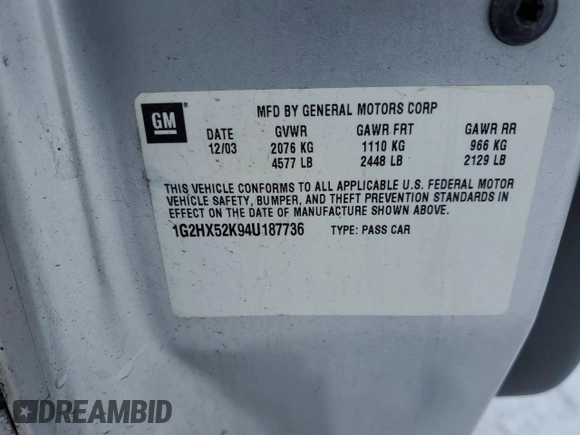 GM
MFD BY GENERAL MOTORS CORP
DATE GVWR GAWR FRT GAWR RR
12/03 2076 KG 1110 KG 966 KG
4577 LB 2448 LB 2129 LB
THIS VEHICLE CONFORMS TO ALL APPLICABLE U.S. FEDERAL MOTOR
VEHICLE SAFETY, BUMPER, AND THEFT PREVENTION STANDARDS IN
EFFECT ON THE DATE OF MANUFACTURE SHOWN ABOVE.
1G2HX52K94U187736 TYPE: PASS CAR
DREAMBID